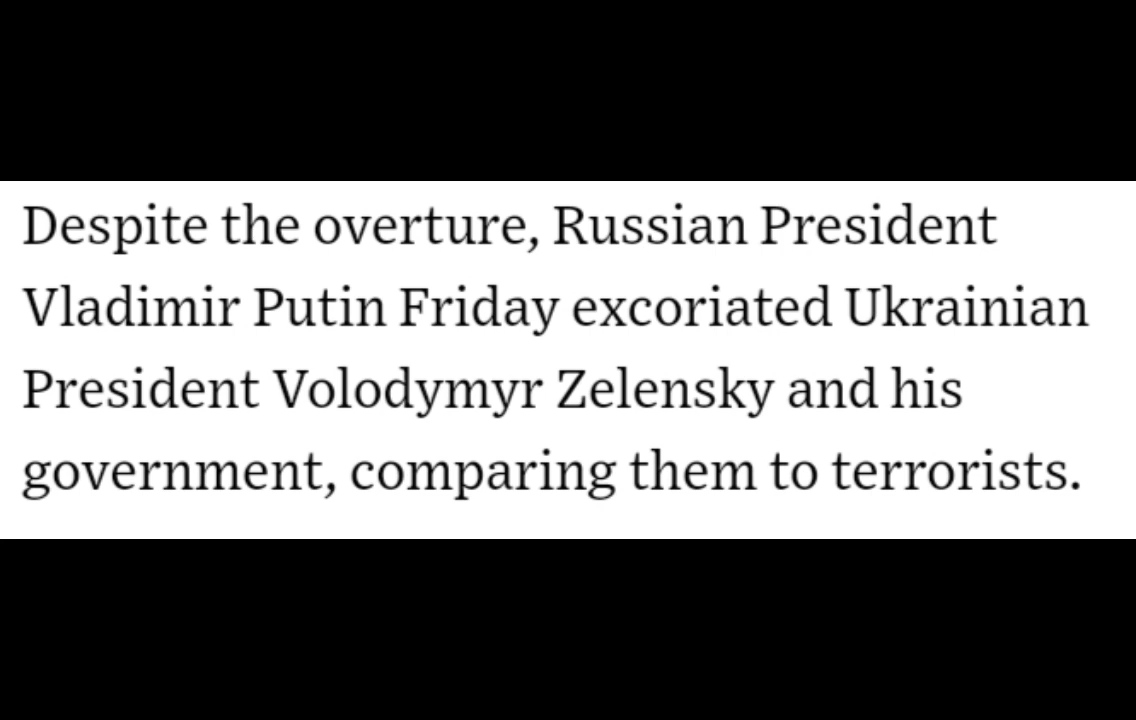 Despite the overture, Russian President
Vladimir Putin Friday excoriated Ukrainian
President Volodymyr Zelensky and his
government, comparing them to terrorists.